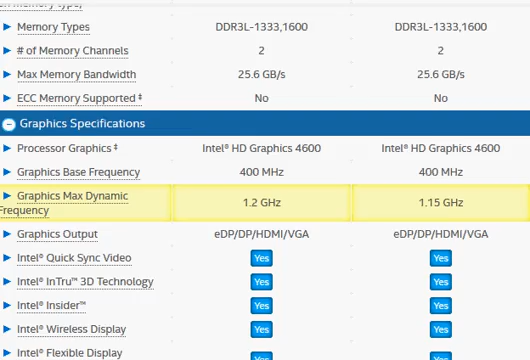 Memory Types DDR3L-1333,1600 DDR3L-1333,1600
# of Memory Channels 2 2
Max Memory Bandwidth 25.6 GB/s 25.6 GB/s
ECC Memory Supported ‡ No No
Graphics Specifications
Processor Graphics ‡ Intel® HD Graphics 4600 Intel® HD Graphics 4600
Graphics Base Frequency 400 MHz 400 MHz
Graphics Max Dynamic
Frequency 1.2 GHz 1.15 GHz
Graphics Output eDP/DP/HDMI/VGA eDP/DP/HDMI/VGA
Intel® Quick Sync Video Yes Yes
Intel® InTru™ 3D Technology Yes Yes
Intel® Insider™ Yes Yes
Intel® Wireless Display Yes Yes
Intel® Flexible Display Yes Yes